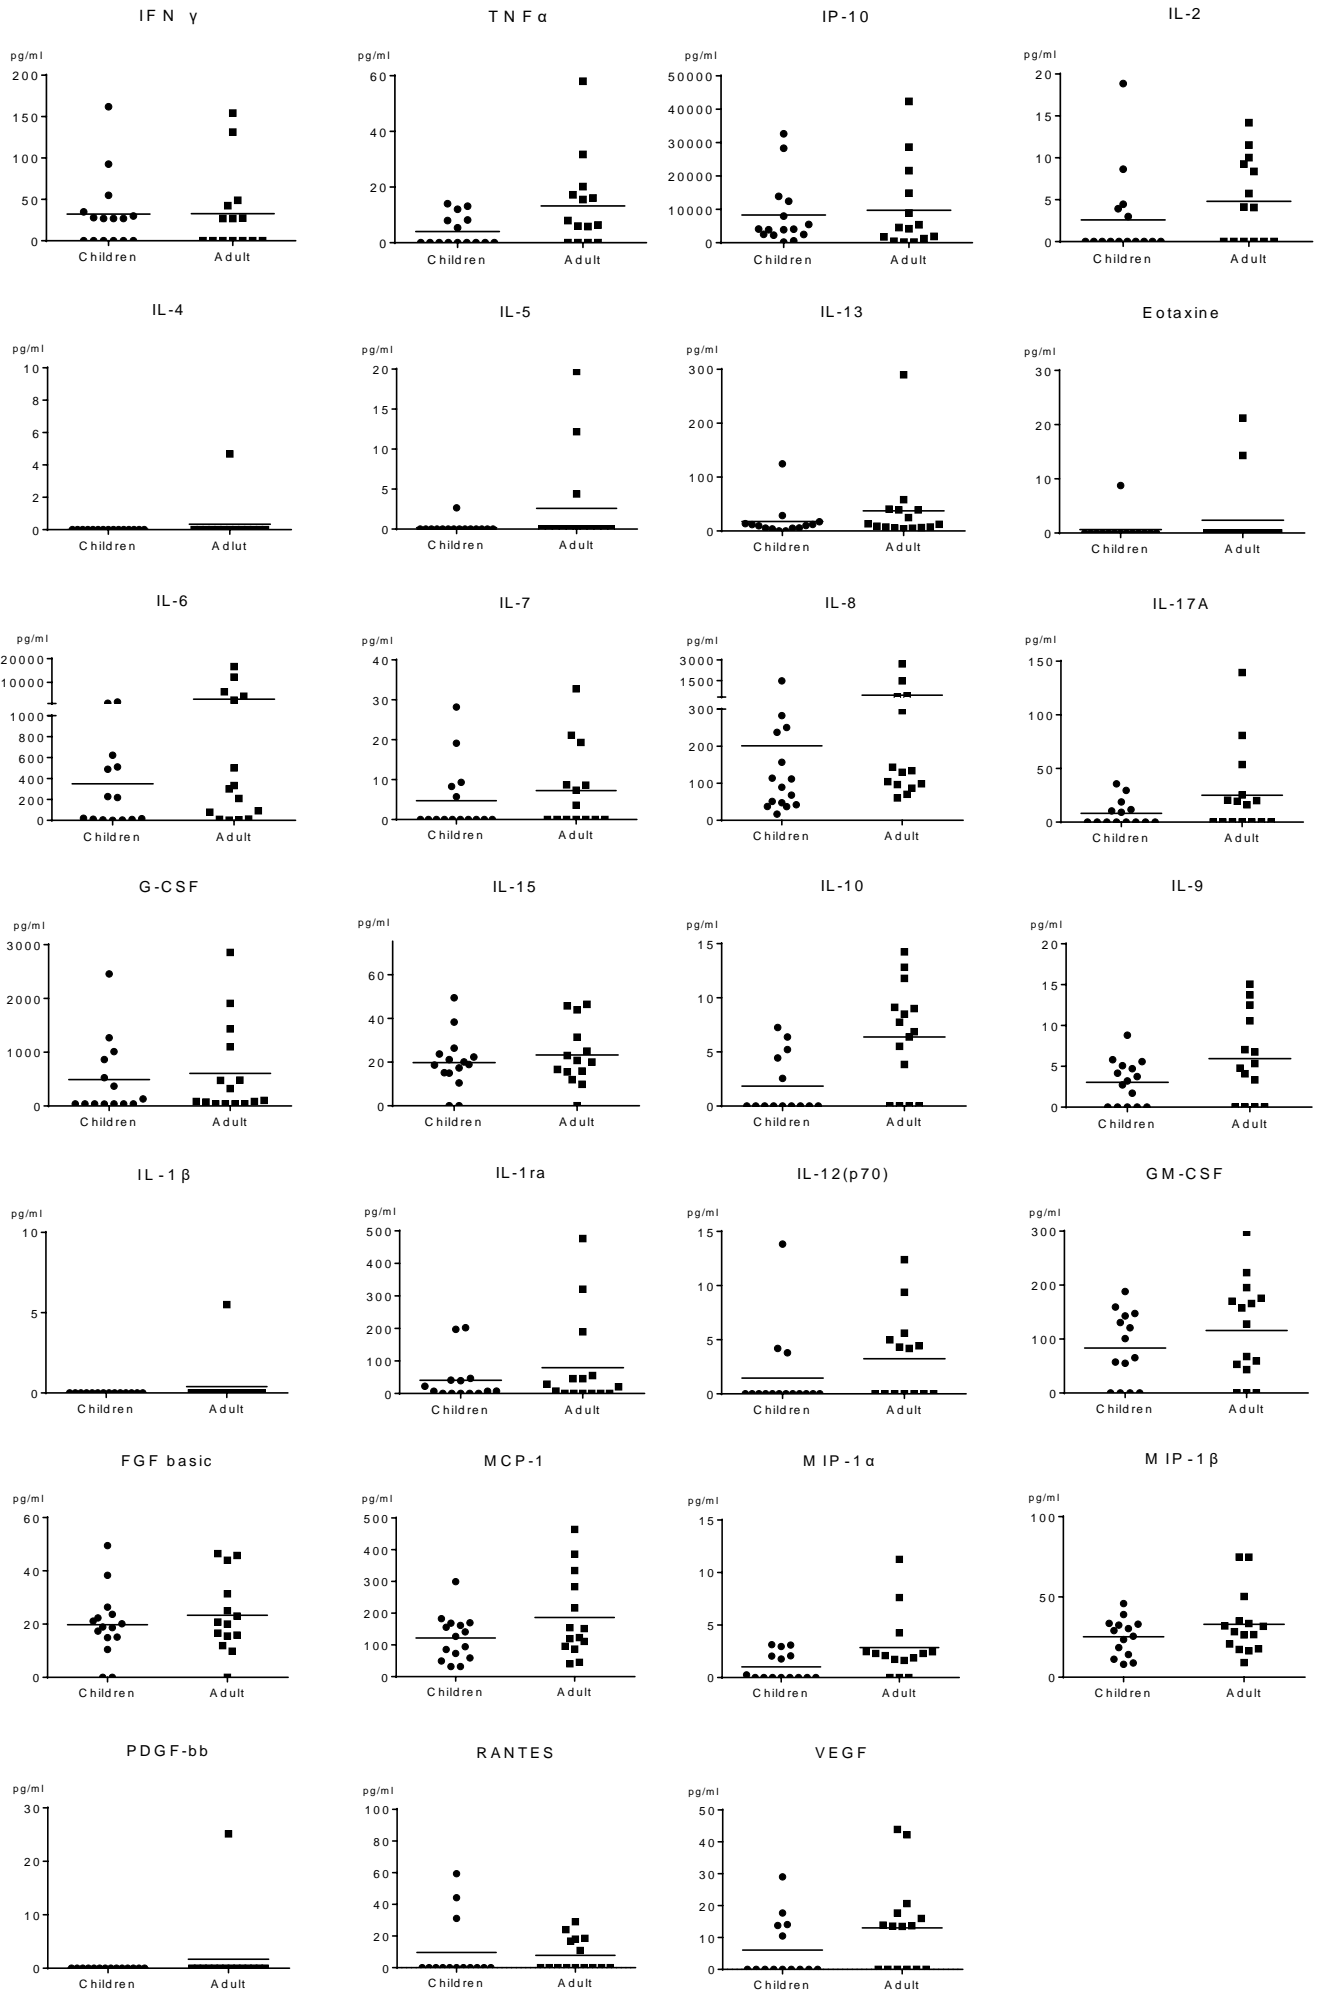 IFN γ
pg/ml
200
150
100
50
0
Children Adult
TNFα
pg/ml
60
40
20
0
Children Adult
IP-10
pg/ml
50000
40000
30000
20000
10000
0
Children Adult
IL-2
pg/ml
20
15
10
5
0
Children Adult
IL-4
pg/ml
10
8
6
4
2
0
Children Adlut
IL-5
pg/ml
20
15
10
5
0
Children Adult
IL-13
pg/ml
300
200
100
0
Children Adult
Eotaxine
pg/ml
30
20
10
0
Children Adult
IL-6
pg/ml
20000
10000
1000
800
600
400
200
0
Children Adult
IL-7
pg/ml
40
30
20
10
0
Children Adult
IL-8
pg/ml
3000
1500
300
200
100
0
Children Adult
IL-17A
pg/ml
150
100
50
0
Children Adult
G-CSF
pg/ml
3000
2000
1000
0
Children Adult
IL-15
pg/ml
60
40
20
0
Children Adult
IL-10
pg/ml
15
10
5
0
Children Adult
IL-9
pg/ml
20
15
10
5
0
Children Adult
IL-1β
pg/ml
10
5
0
Children Adult
IL-1ra
pg/ml
500
400
300
200
100
0
Children Adult
IL-12(p70)
pg/ml
15
10
5
0
Children Adult
GM-CSF
pg/ml
300
200
100
0
Children Adult
FGF basic
pg/ml
60
40
20
0
Children Adult
MCP-1
pg/ml
500
400
300
200
100
0
Children Adult
MIP-1α
pg/ml
15
10
5
0
Children Adult
MIP-1β
pg/ml
100
50
0
Children Adult
PDGF-bb
pg/ml
30
20
10
0
Children Adult
RANTES
pg/ml
100
80
60
40
20
0
Children Adult
VEGF
pg/ml
50
40
30
20
10
0
Children Adult